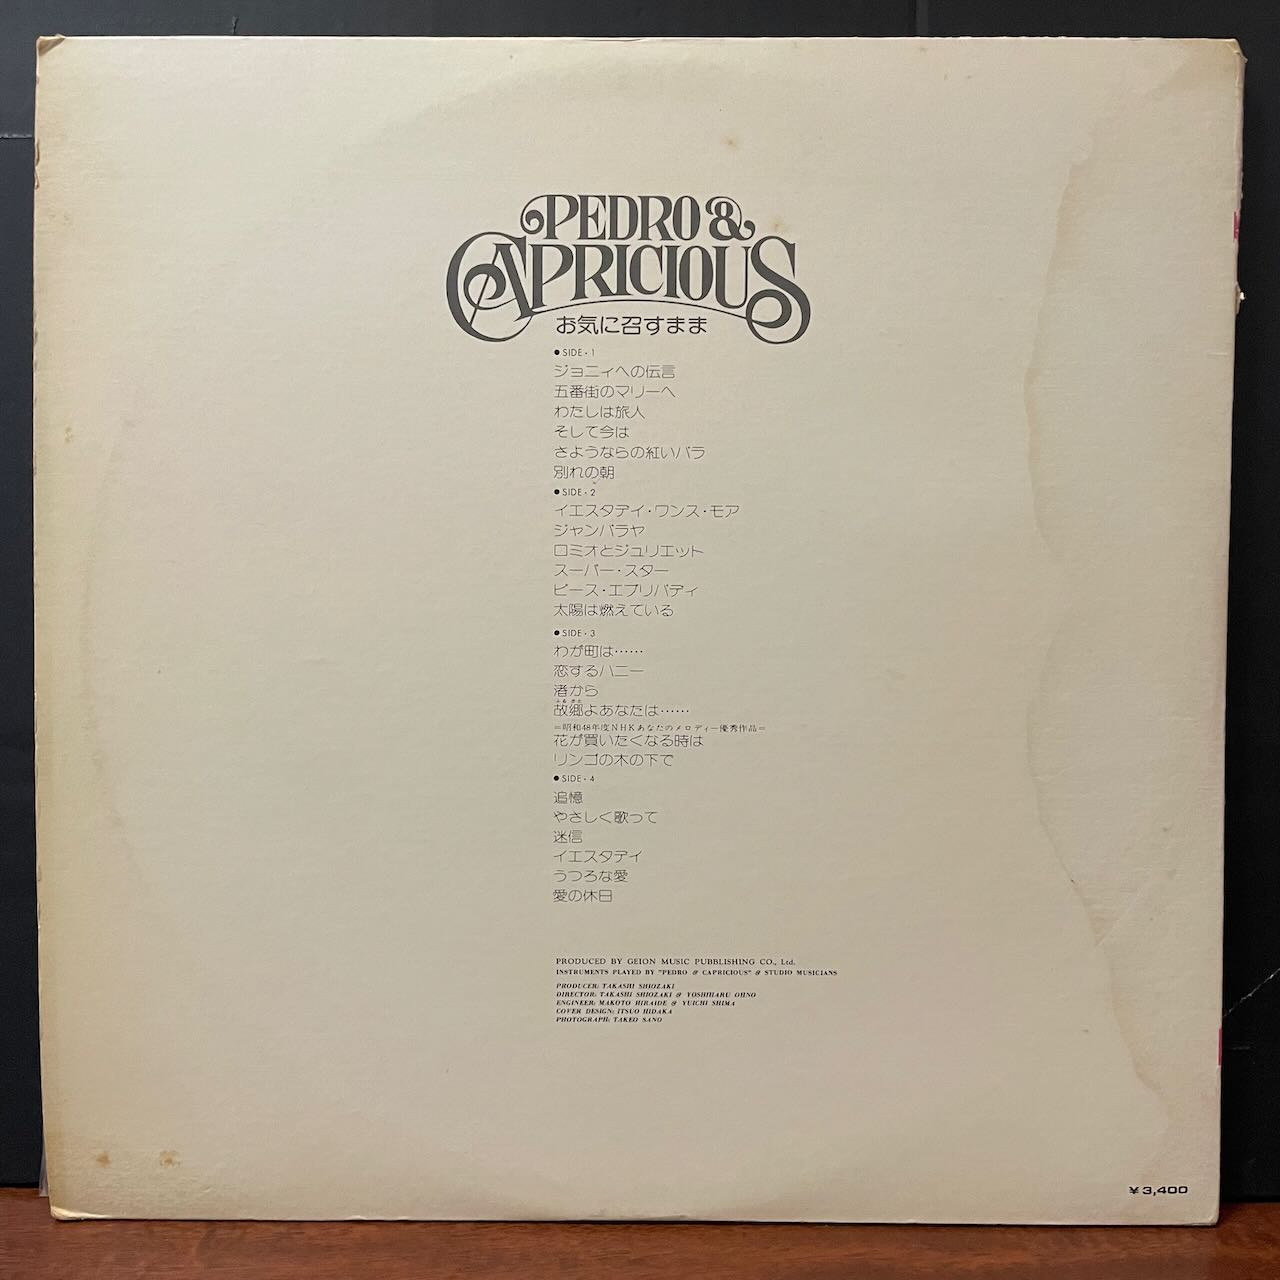 PEDRO &
CAPRICIOUS
お気に召すまま
●SIDE・1
ジョニィへの伝言
五番街のマリーへ
わたしは旅人
そして今は
さようならの紅いバラ
別れの朝
●SIDE・2
イエスタデイ・ワンス・モア
ジャンバラヤ
ロミオとジュリエット
スーパー・スター
ピース・エブリバディ
太陽は燃えている
●SIDE・3
わが町は……
恋するハニー
渚から
ふるさと
故郷よあなたは……
=昭和48年度NHKあなたのメロディー優秀作品=
花が買いたくなる時は
リンゴの木の下で
●SIDE・4
追憶
やさしく歌って
迷信
イエスタデイ
うつろな愛
愛の休日
PRODUCED BY GEION MUSIC PUBBLISHING CO., Ltd.
INSTRUMENTS PLAYED BY "PEDRO & CAPRICIOUS" & STUDIO MUSICIANS
PRODUCER: TAKASHI SHIOZAKI
DIRECTOR: TAKASHI SHIOZAKI & YOSHIHARU OHNO
ENGINEER: MAKOTO HIRAIDE & YUICHI SHIMA
COVER DESIGN: ITSUO HIDAKA
PHOTOGRAPH: TAKEO SANO
¥3,400